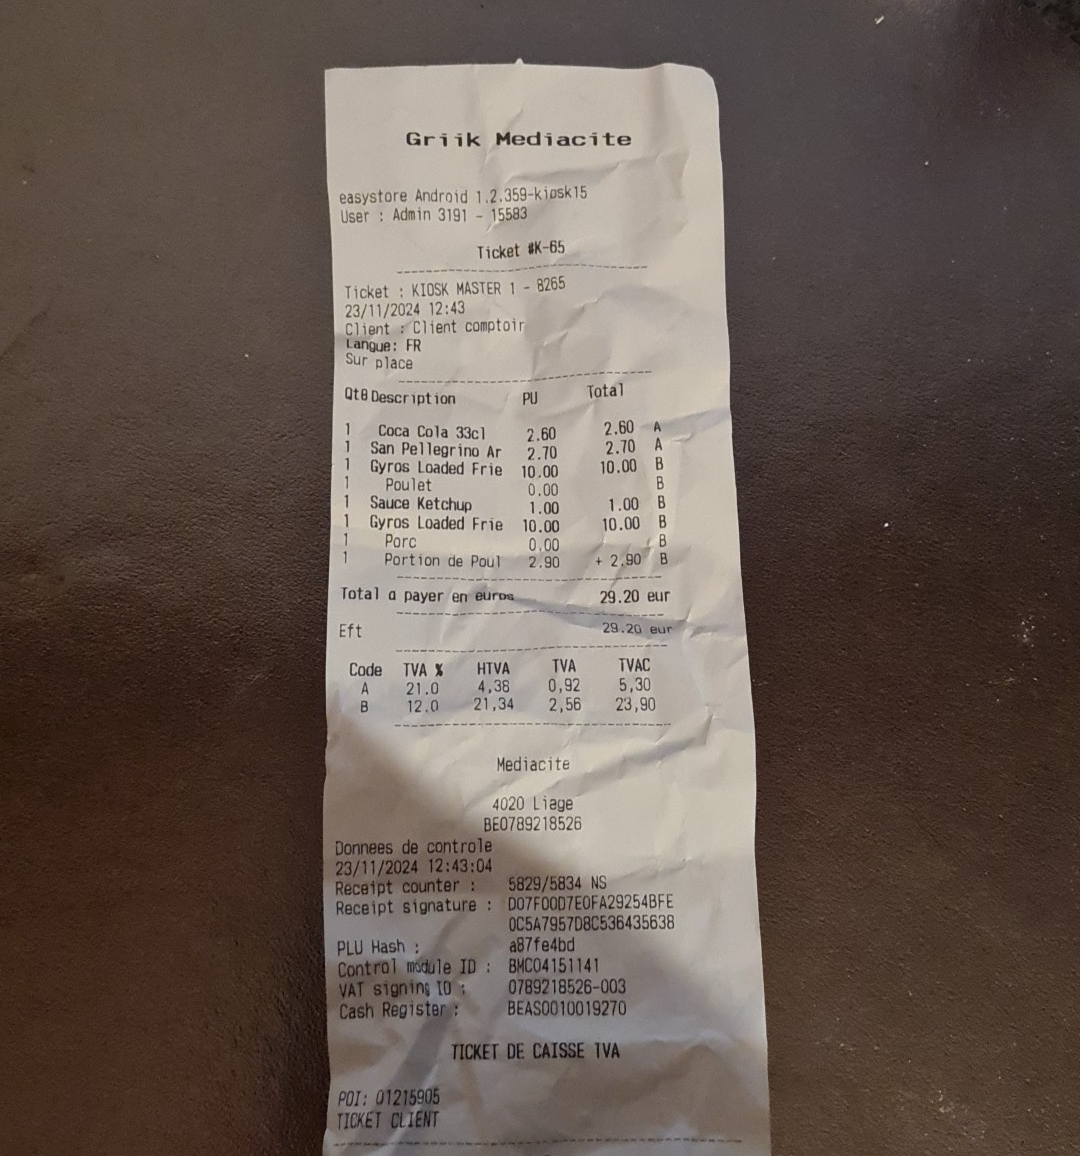 Griik Mediacite
easystore Android 1.2.359-kiosk15
User : Admin 3191 - 15583
Ticket #K-65
Ticket : KIOSK MASTER 1 - 8265
23/11/2024 12:43
Client : Client comptoir
Langue: FR
Sur place
Qté Description PU Total
1 Coca Cola 33cl 2.60 2.60 A
1 San Pellegrino Ar 2.70 2.70 A
1 Gyros Loaded Frie 10.00 10.00 B
1 Poulet 0.00 B
1 Sauce Ketchup 1.00 1.00 B
1 Gyros Loaded Frie 10.00 10.00 B
1 Porc 0.00 B
1 Portion de Poul 2.90 + 2.90 B
Total a payer en euros 29.20 eur
Eft 29.20 eur
Code TVA % HTVA TVA TVAC
A 21.0 4,38 0,92 5,30
B 12.0 21,34 2,56 23,90
Mediacite
4020 Liage
BE0789218526
Donnees de controle
23/11/2024 12:43:04
Receipt counter : 5829/5834 NS
Receipt signature : D07F00D7E0FA29254BFE
0C5A7957D8C536435638
PLU Hash : a87fe4bd
Control module ID : BMC04151141
VAT signing ID : 0789218526-003
Cash Register : BEAS0010019270
TICKET DE CAISSE TVA
POI: 01215905
TICKET CLIENT